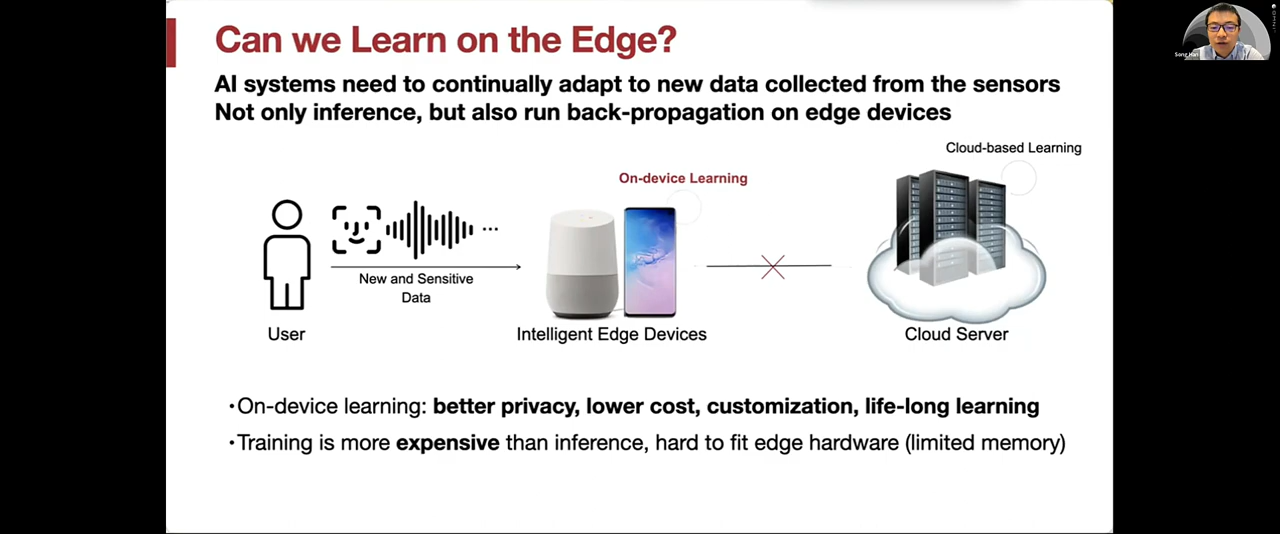 Can we Learn on the Edge?
AI systems need to continually adapt to new data collected from the sensors
Not only inference, but also run back-propagation on edge devices
Cloud-based Learning
On-device Learning
...
New and Sensitive
Data
User
Intelligent Edge Devices
Cloud Server
•On-device learning: better privacy, lower cost, customization, life-long learning
•Training is more expensive than inference, hard to fit edge hardware (limited memory)
Song Han